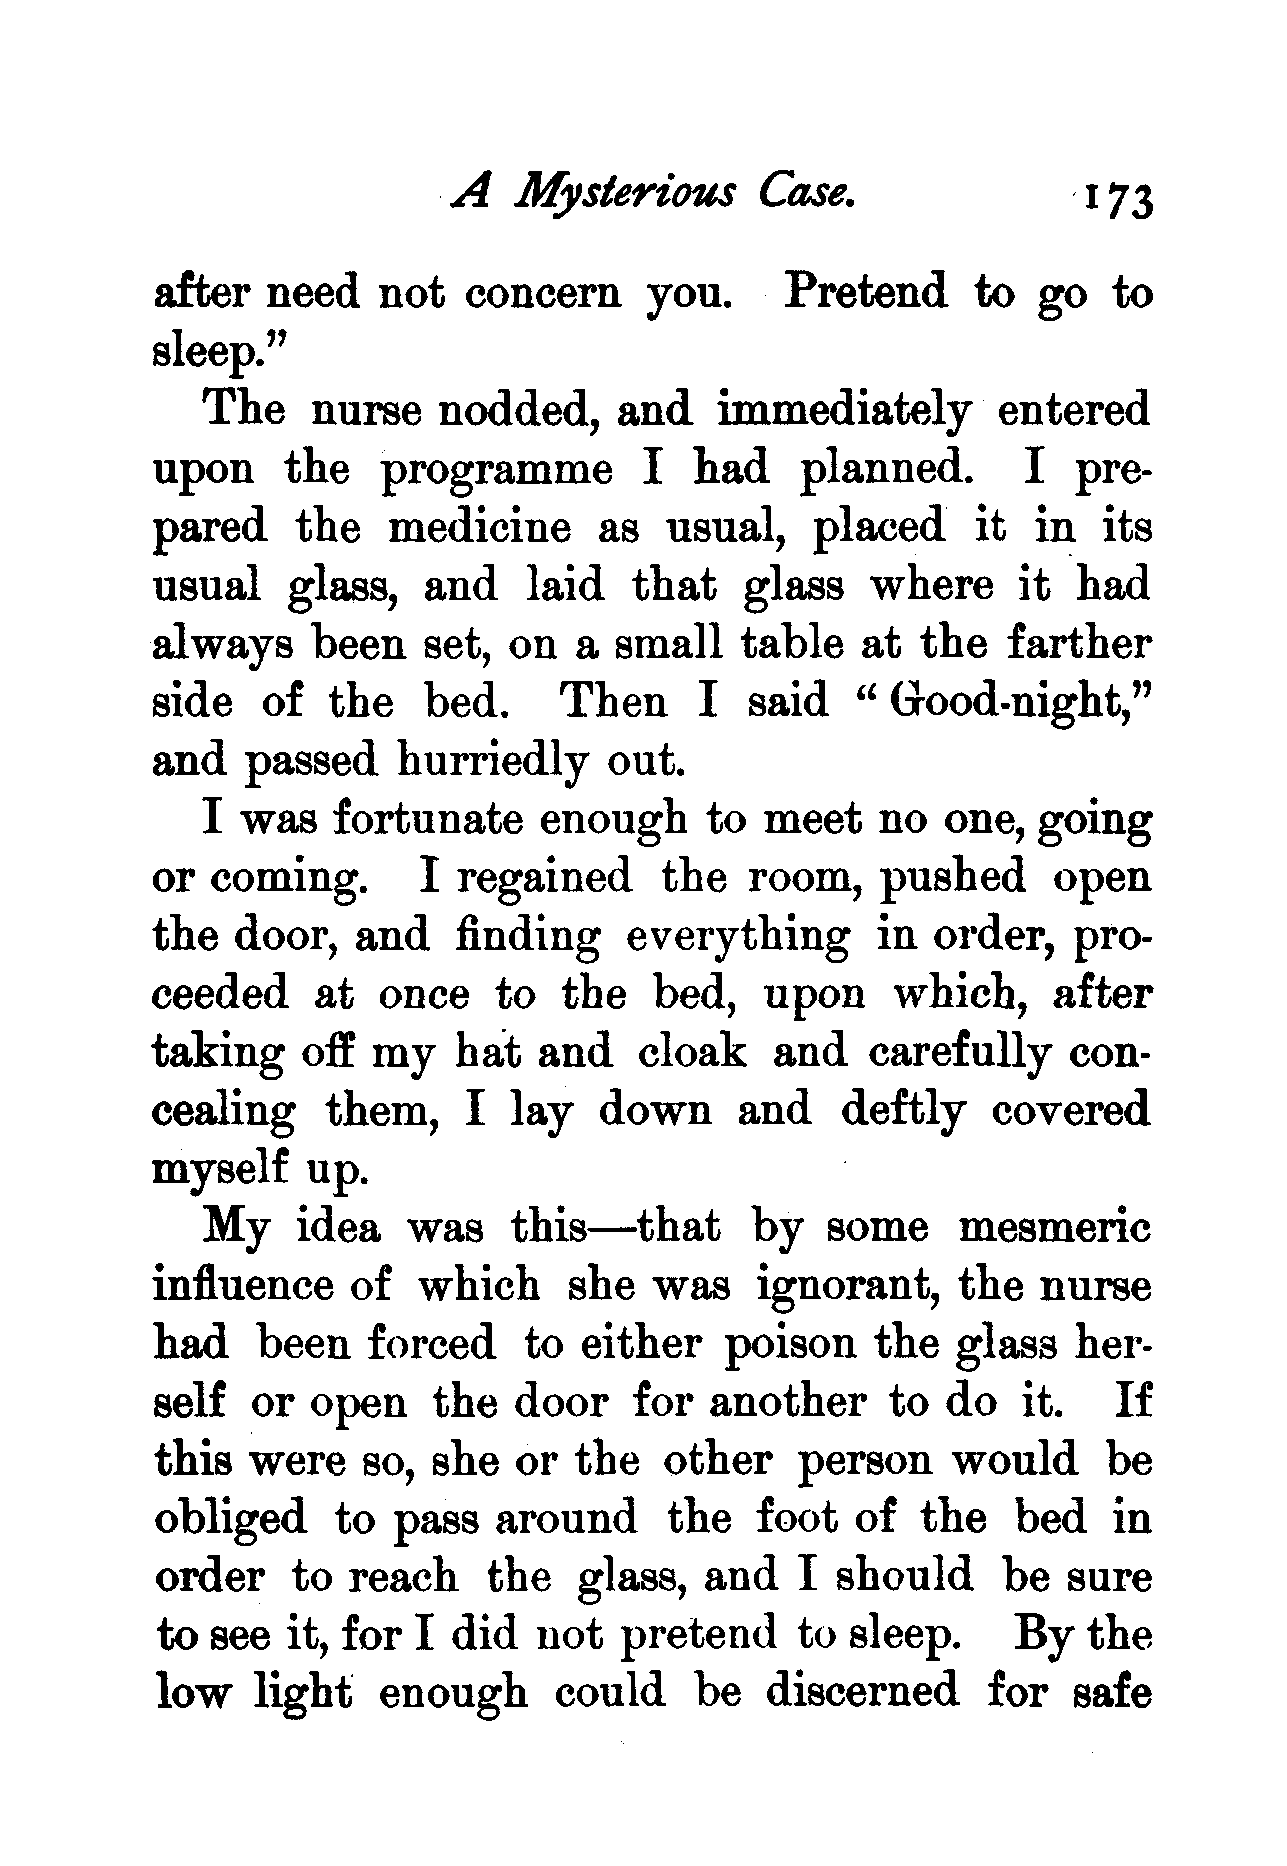 A Mysterious Case. 173
after need not concern you. Pretend to go to
sleep.”
The nurse nodded, and immediately entered
upon the programme I had planned. I pre-
pared the medicine as usual, placed it in its
usual glass, and laid that glass where it had
always been set, on a small table at the farther
side of the bed. Then I said “ Good-night,”
and passed hurriedly out.
I was fortunate enough to meet no one, going
or coming. I regained the room, pushed open
the door, and finding everything in order, pro-
ceeded at once to the bed, upon which, after
taking off my hat and cloak and carefully con-
cealing them, I lay down and deftly covered
myself up.
My idea was this—that by some mesmeric
influence of which she was ignorant, the nurse
had been forced to either poison the glass her-
self or open the door for another to do it. If
this were so, she or the other person would be
obliged to pass around the foot of the bed in
order to reach the glass, and I should be sure
to see it, for I did not pretend to sleep. By the
low light enough could be discerned for safe